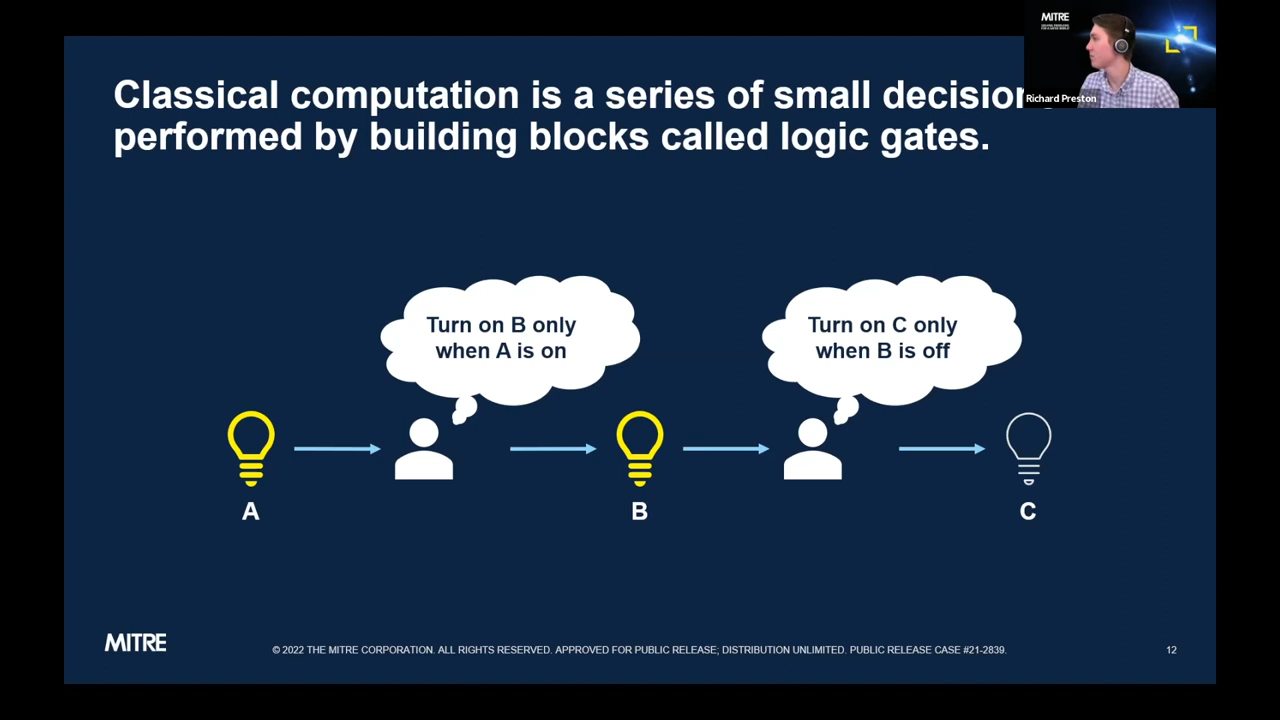 MITRE
Richard Preston
Classical computation is a series of small decision
performed by building blocks called logic gates.
Turn on B only
when A is on
Turn on C only
when B is off
A
B
C
MITRE
© 2022 THE MITRE CORPORATION. ALL RIGHTS RESERVED. APPROVED FOR PUBLIC RELEASE; DISTRIBUTION UNLIMITED. PUBLIC RELEASE CASE #21-2839.
12